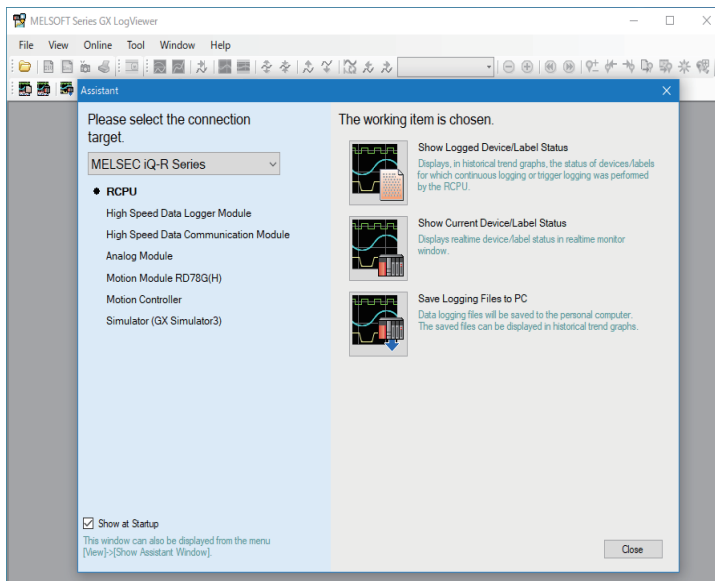 MELSOFT Series GX LogViewer
File View Online Tool Window Help
Assistant
Please select the connection
target.
MELSEC iQ-R Series
RCPU
High Speed Data Logger Module
High Speed Data Communication Module
Analog Module
Motion Module RD78G(H)
Motion Controller
Simulator (GX Simulator3)
Show at Startup
This window can also be displayed from the menu
[View]->[Show Assistant Window].
The working item is chosen.
Show Logged Device/Label Status
Displays, in historical trend graphs, the status of devices/labels
for which continuous logging or trigger logging was performed
by the RCPU.
Show Current Device/Label Status
Displays realtime device/label status in realtime monitor
window.
Save Logging Files to PC
Data logging files will be saved to the personal computer.
The saved files can be displayed in historical trend graphs.
Close